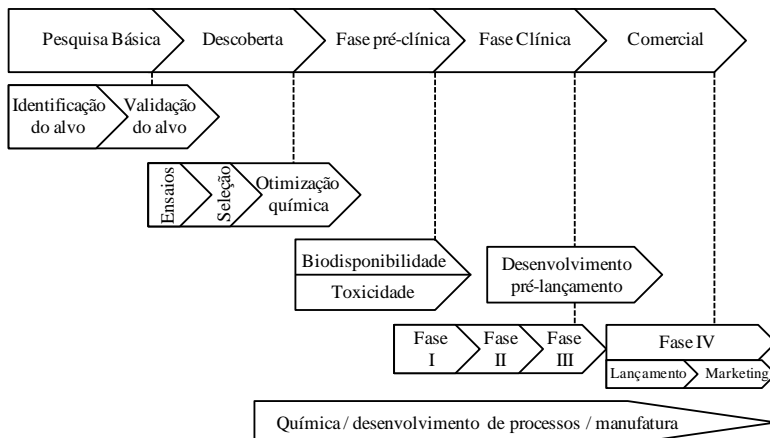 Pesquisa Básica
Descoberta
Fase pré-clínica
Fase Clínica
Comercial
Identificação
do alvo
Validação
do alvo
Ensaios
Seleção
Otimização
química
Biodisponibilidade
Toxicidade
Desenvolvimento
pré-lançamento
Fase
I
Fase
II
Fase
III
Fase IV
Lançamento
Marketing
Química / desenvolvimento de processos / manufatura